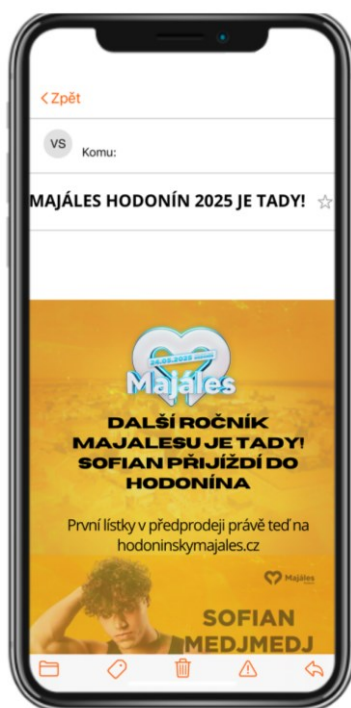 < Zpět
VS
Komu:
MAJÁLES HODONÍN 2025 JE TADY!
Majáles
DALŠÍ ROČNÍK
MAJALESU JE TADY!
SOFIAN PŘIJÍŽDÍ DO
HODONÍNA
První lístky v předprodeji právě teď na
hodoninskymajales.cz
Majáles
SOFIAN
MEDJMEDJ